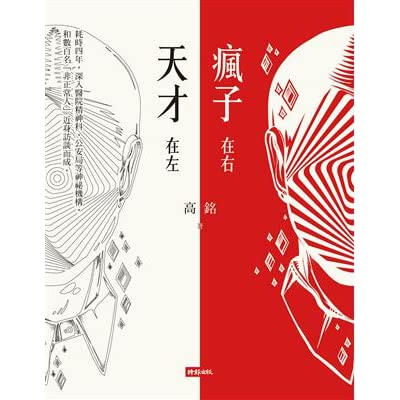 瘋子在右
天才在左
耗時四年，深入醫院精神科、公安局等神祕機構，
和數百名「非正常人」近身訪談而成。
高銘 著
時報出版